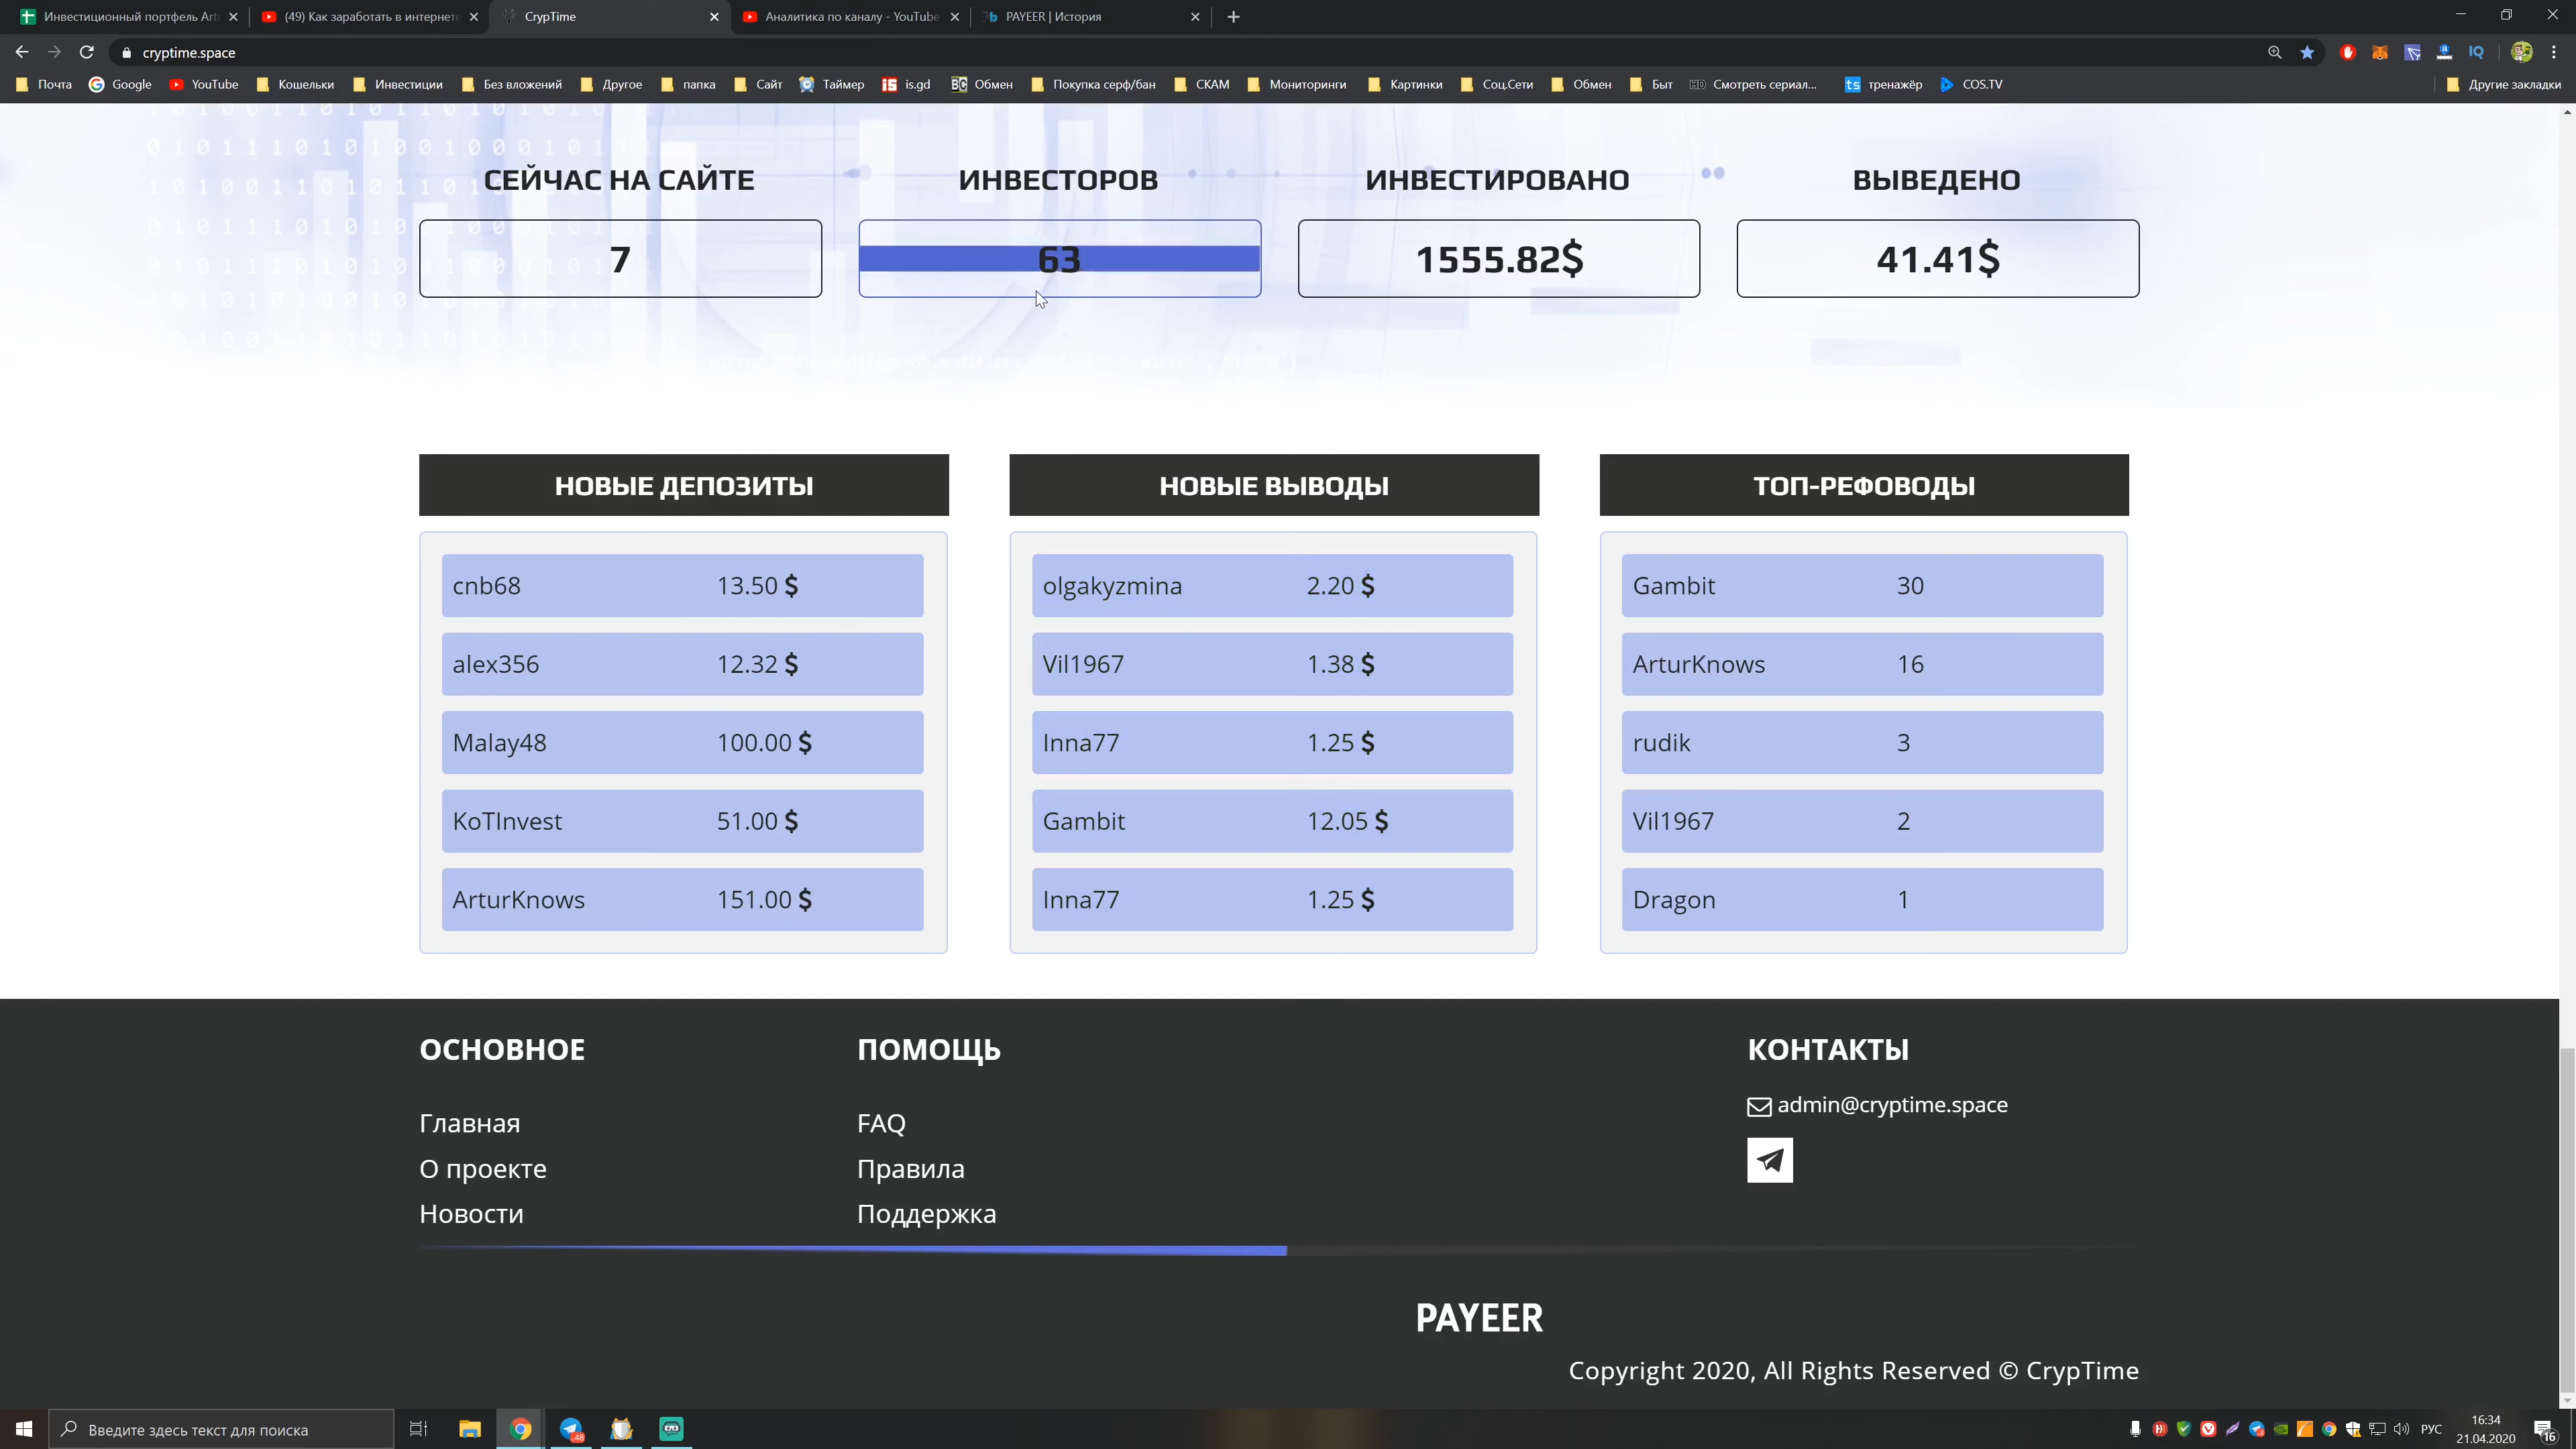 Инвестиционный портфель Artu
(49) Как заработать в интернете
CrypTime
Аналитика по каналу - YouTube
PAYEER | История
cryptime.space
Почта
Google
YouTube
Кошельки
Инвестиции
Без вложений
Другое
папка
Сайт
Таймер
is.gd
Обмен
Покупка серф/бан
СКАМ
Мониторинги
Картинки
Соц.Сети
Обмен
Быт
Смотреть сериал...
тренажёр
COS.TV
Другие закладки
СЕЙЧАС НА САЙТЕ
ИНВЕСТОРОВ
ИНВЕСТИРОВАНО
ВЫВЕДЕНО
7
63
1555.82$
41.41$
НОВЫЕ ДЕПОЗИТЫ
cnb68 13.50 $
alex356 12.32 $
Malay48 100.00 $
KoTInvest 51.00 $
ArturKnows 151.00 $
НОВЫЕ ВЫВОДЫ
olgakyzmina 2.20 $
Vil1967 1.38 $
Inna77 1.25 $
Gambit 12.05 $
Inna77 1.25 $
ТОП-РЕФОВОДЫ
Gambit 30
ArturKnows 16
rudik 3
Vil1967 2
Dragon 1
ОСНОВНОЕ
Главная
О проекте
Новости
ПОМОЩЬ
FAQ
Правила
Поддержка
КОНТАКТЫ
admin@cryptime.space
PAYEER
Copyright 2020, All Rights Reserved © CrypTime
Введите здесь текст для поиска
РУС
16:34
21.04.2020
16